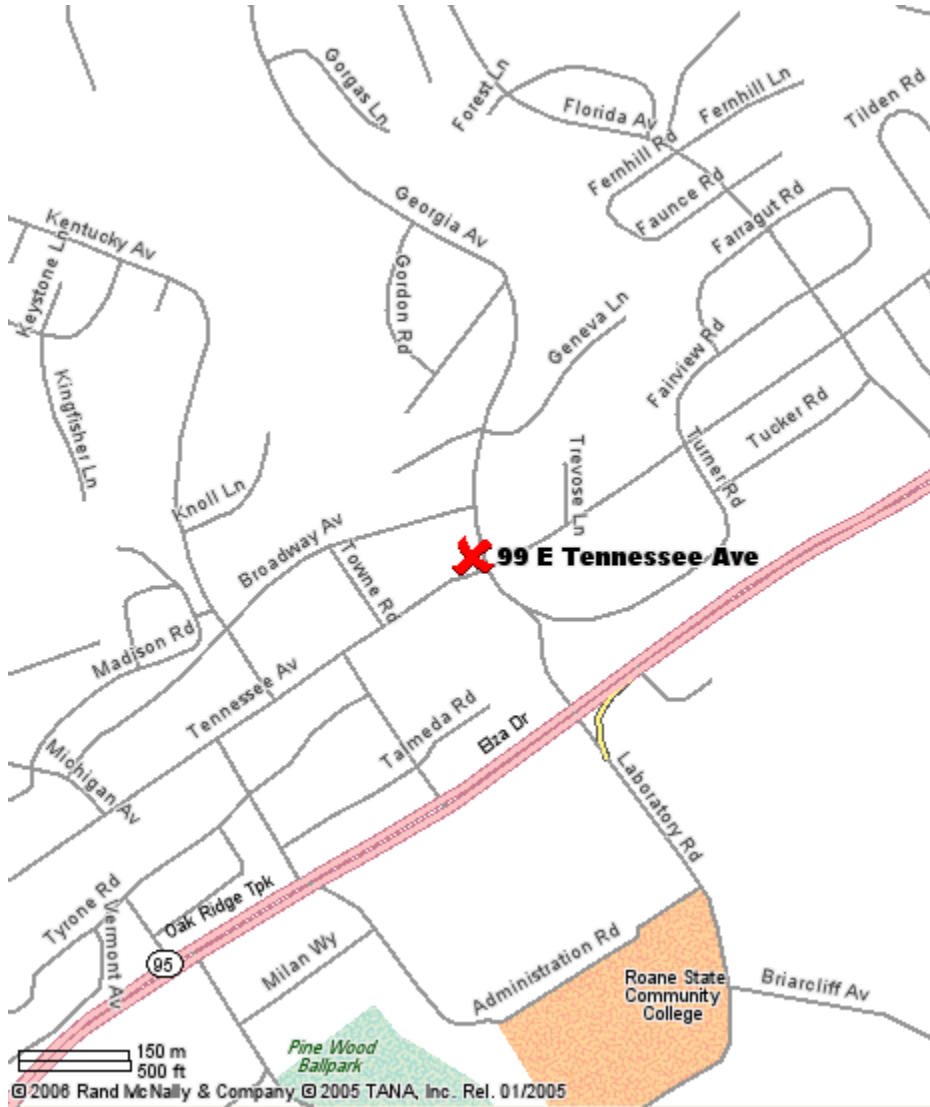 Gorgas Ln
Forest Ln
Florida Av
Fernhill Ln
Tilden Rd
Fernhill Rd
Faunce Rd
Farragut Rd
Georgia Av
Kentucky Av
Keystone Ln
Gordon Rd
Geneva Ln
Fairview Rd
Kingfisher Ln
Tucker Rd
Turner Rd
Trevose Ln
Knoll Ln
Broadway Av
Towne Rd
99 E Tennessee Ave
Madison Rd
Tennessee Av
Talmeda Rd
Elza Dr
Michigan Av
Laboratory Rd
Tyrone Rd
Vermont Av
Oak Ridge Tpk
95
Milan Wy
Administration Rd
Roane State
Community
College
Briarcliff Av
Pine Wood
Ballpark
150 m
500 ft
© 2006 Rand McNally & Company © 2005 TANA, Inc. Rel. 01/2005